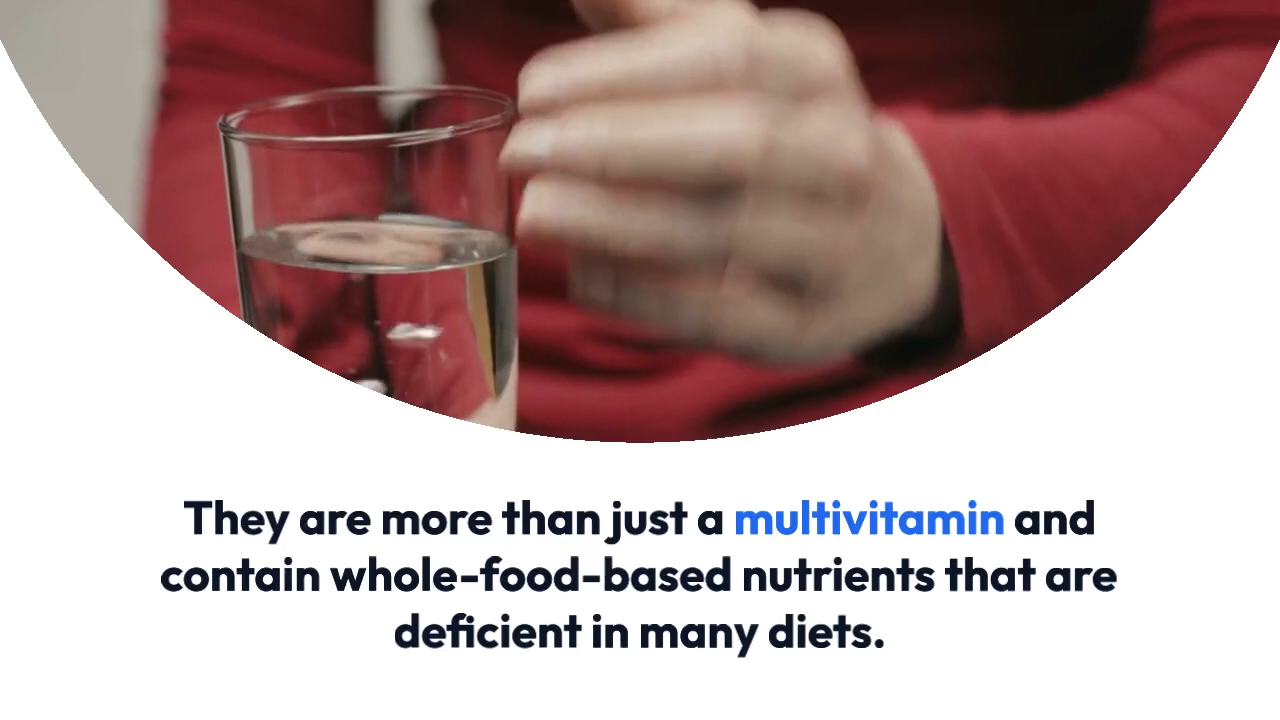 They are more than just a multivitamin and
contain whole-food-based nutrients that are
deficient in many diets.